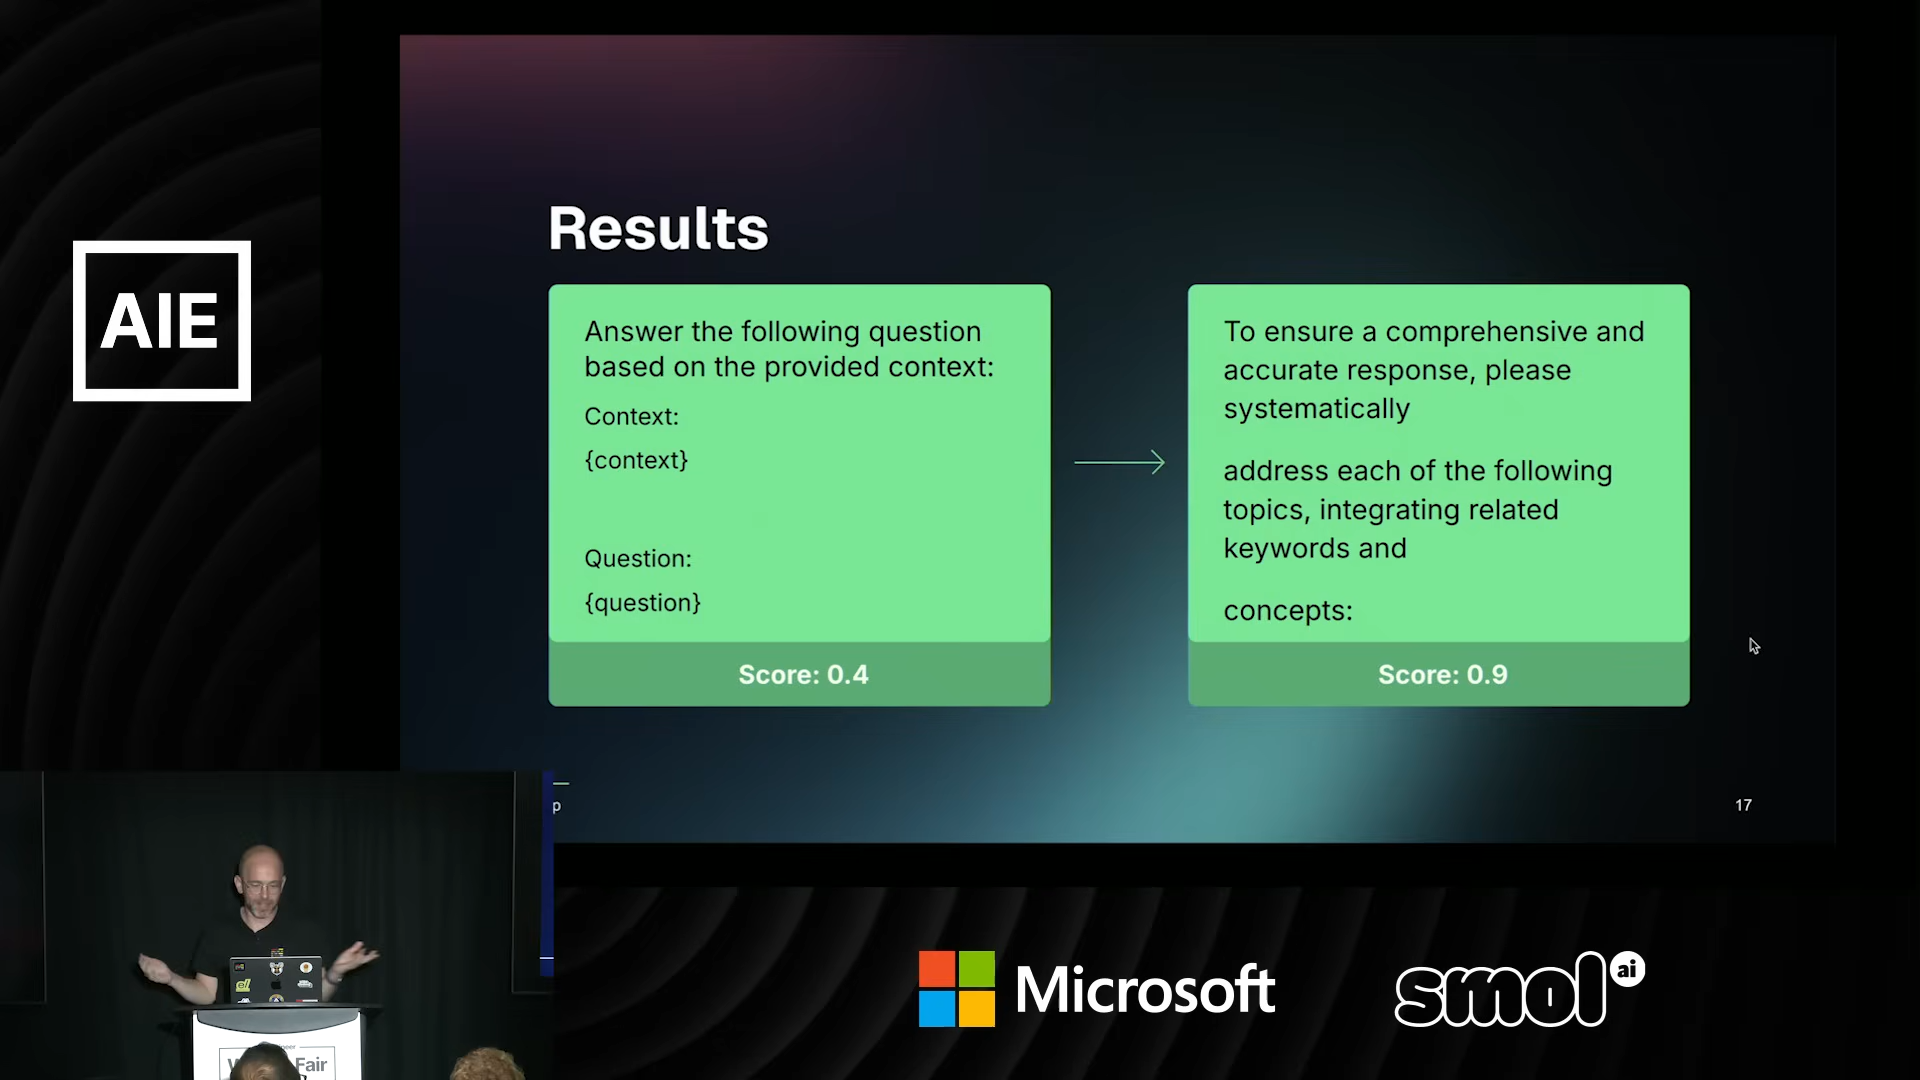 AIE
Results
Answer the following question
based on the provided context:
Context:
{context}
Question:
{question}
Score: 0.4
To ensure a comprehensive and
accurate response, please
systematically
address each of the following
topics, integrating related
keywords and
concepts:
Score: 0.9
p
17
Fair
Microsoft
smol ai